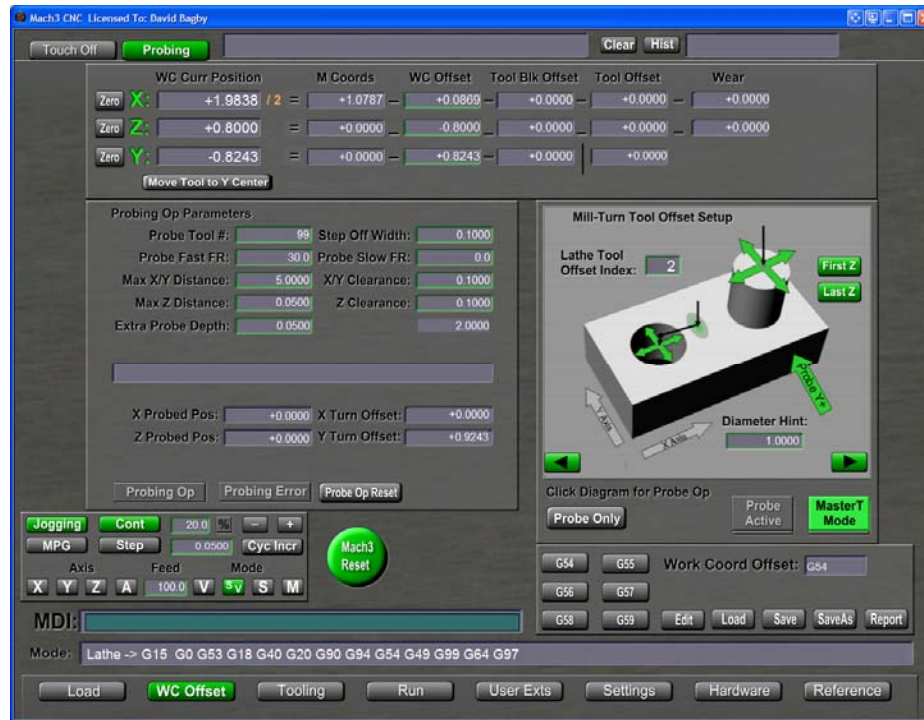 Mach3 CNC Licensed To: David Bagby
Touch Off Probing Clear Hist
WC Curr Position M Coords WC Offset Tool Blk Offset Tool Offset Wear
Zero X: +1.9838 / 2 = +1.0787 - +0.0869 - +0.0000 - +0.0000 - +0.0000
Zero Z: +0.8000 = +0.0000 - -0.8000 - +0.0000 - +0.0000 - +0.0000
Zero Y: -0.8243 = +0.0000 - +0.8243 - +0.0000 +0.0000
Move Tool to Y Center
Probing Op Parameters
Probe Tool #: 99 Step Off Width: 0.1000
Probe Fast FR: 30.0 Probe Slow FR: 0.0
Max X/Y Distance: 5.0000 X/Y Clearance: 0.1000
Max Z Distance: 0.0500 Z Clearance: 0.1000
Extra Probe Depth: 0.0500 2.0000
X Probed Pos: +0.0000 X Turn Offset: +0.0000
Z Probed Pos: +0.0000 Y Turn Offset: +0.9243
Probing Op Probing Error Probe Op Reset
Mill-Turn Tool Offset Setup
Lathe Tool
Offset Index: 2
First Z
Last Z
Probe Y+
Y Axis
X Axis
Diameter Hint:
1.0000
Click Diagram for Probe Op
Probe Only
Probe
Active
MasterT
Mode
Jogging Cont 20.0 % - +
MPG Step 0.0500 Cyc Incr
Axis Feed Mode
X Y Z A 100.0 V SV S M
Mach3
Reset
G54 G55 Work Coord Offset: G54
G56 G57
G58 G59 Edit Load Save SaveAs Report
MDI:
Mode: Lathe -> G15 G0 G53 G18 G40 G20 G90 G94 G54 G49 G99 G64 G97
Load WC Offset Tooling Run User Exts Settings Hardware Reference